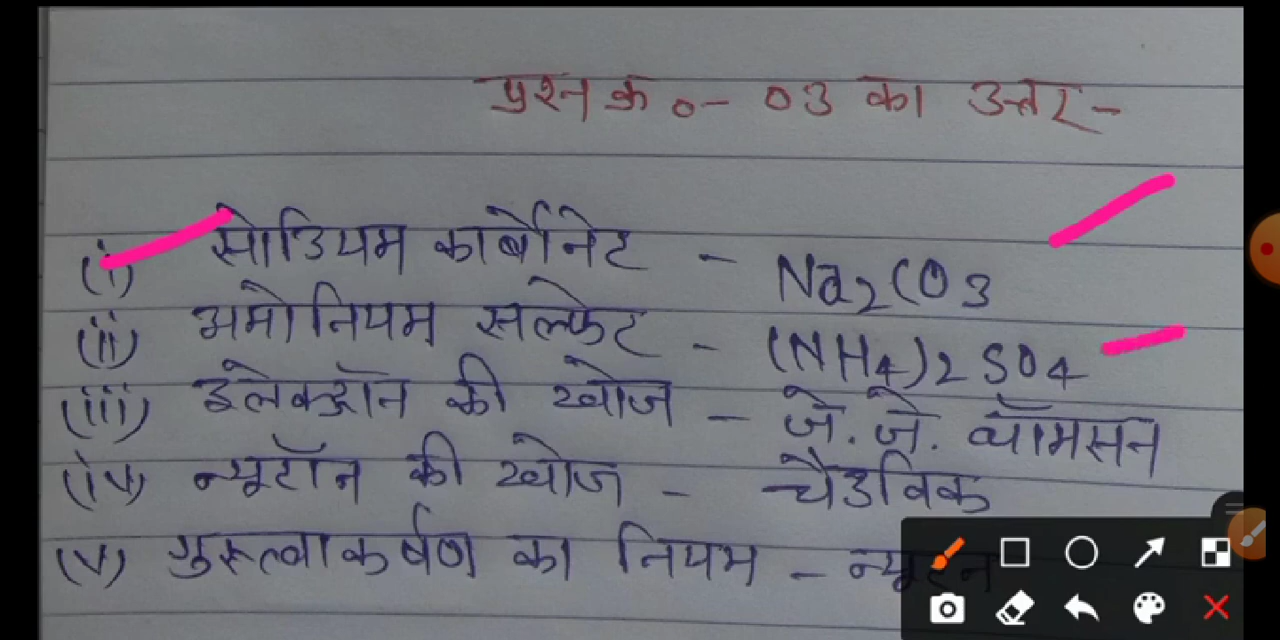 प्रश्न क्र०- 03 का उत्तर-
(i) सोडियम कार्बोनेट - Na2CO3
(ii) अमोनियम सल्फेट - (NH4)2SO4
(iii) इलेक्ट्रॉन की खोज - जे. जे. थॉमसन
(iv) न्यूट्रॉन की खोज - चैडविक
(v) गुरुत्वाकर्षण का नियम - न्यूटन